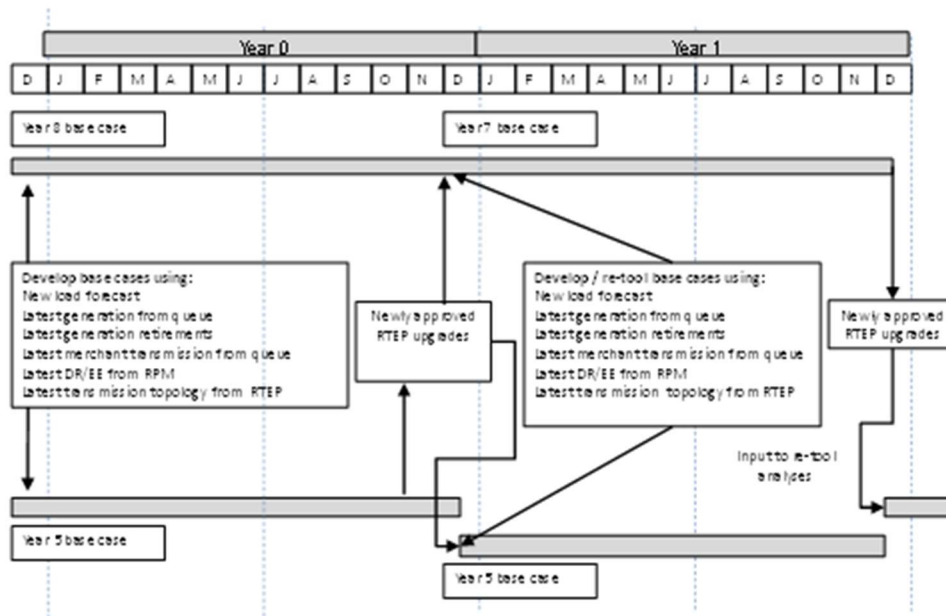 Year 0 Year 1
D J F M A M J J A S O N D J F M A M J J A S O N D
Year 8 base case Year 7 base case
Develop base cases using:
New load forecast
Latest generation from queue
Latest generation retirements
Latest merchant transmission from queue
Latest DR/EE from RPM
Latest transmission topology from RTEP
Newly approved
RTEP upgrades
Develop / re-tool base cases using:
New load forecast
Latest generation from queue
Latest generation retirements
Latest merchant transmission from queue
Latest DR/EE from RPM
Latest transmission topology from RTEP
Newly approved
RTEP upgrades
Input to re-tool
analyses
Year 5 base case
Year 5 base case